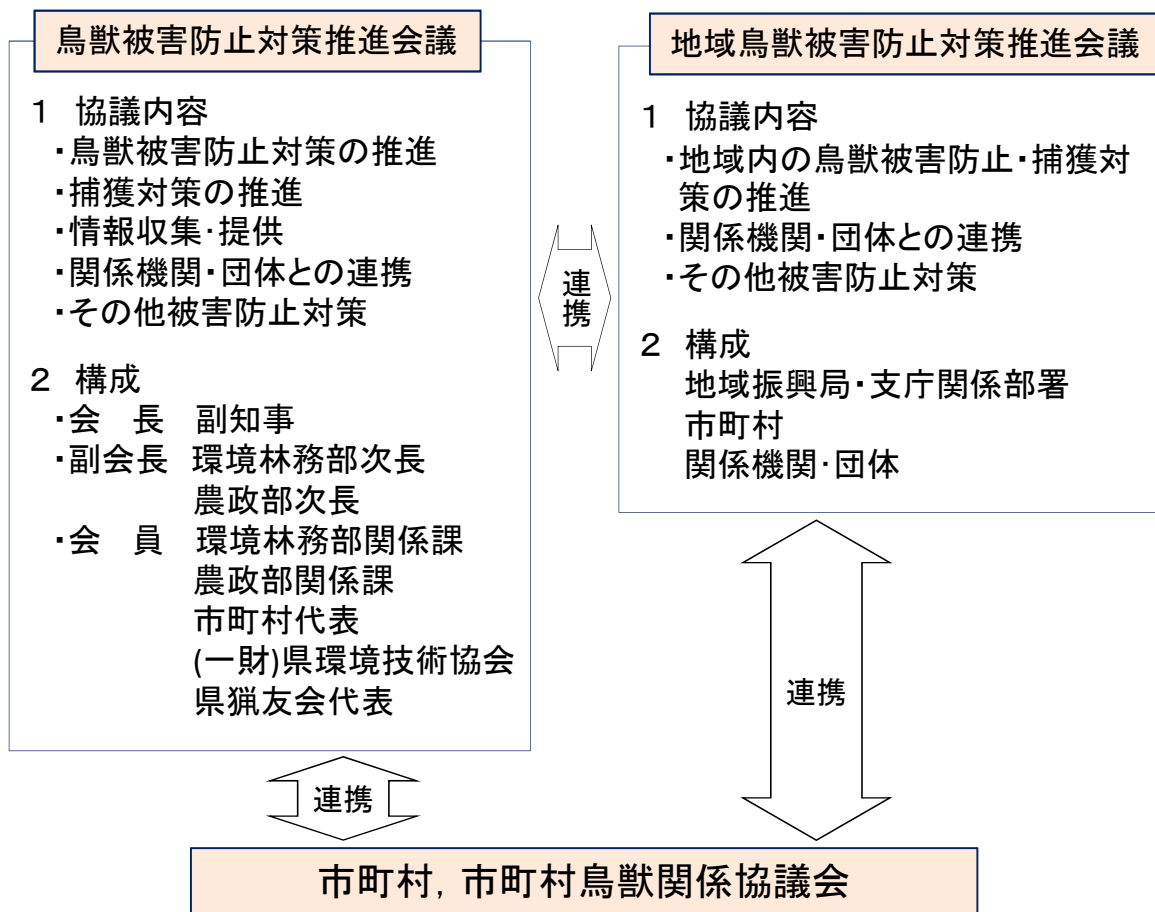 鳥獣被害防止対策推進会議
１　協議内容
・鳥獣被害防止対策の推進
・捕獲対策の推進
・情報収集・提供
・関係機関・団体との連携
・その他被害防止対策
２　構成
・会　長　副知事
・副会長　環境林務部次長
農政部次長
・会　員　環境林務部関係課
農政部関係課
市町村代表
(一財)県環境技術協会
県猟友会代表
連携
地域鳥獣被害防止対策推進会議
１　協議内容
・地域内の鳥獣被害防止・捕獲対
策の推進
・関係機関・団体との連携
・その他被害防止対策
２　構成
地域振興局・支庁関係部署
市町村
関係機関・団体
連携
連携
市町村，市町村鳥獣関係協議会